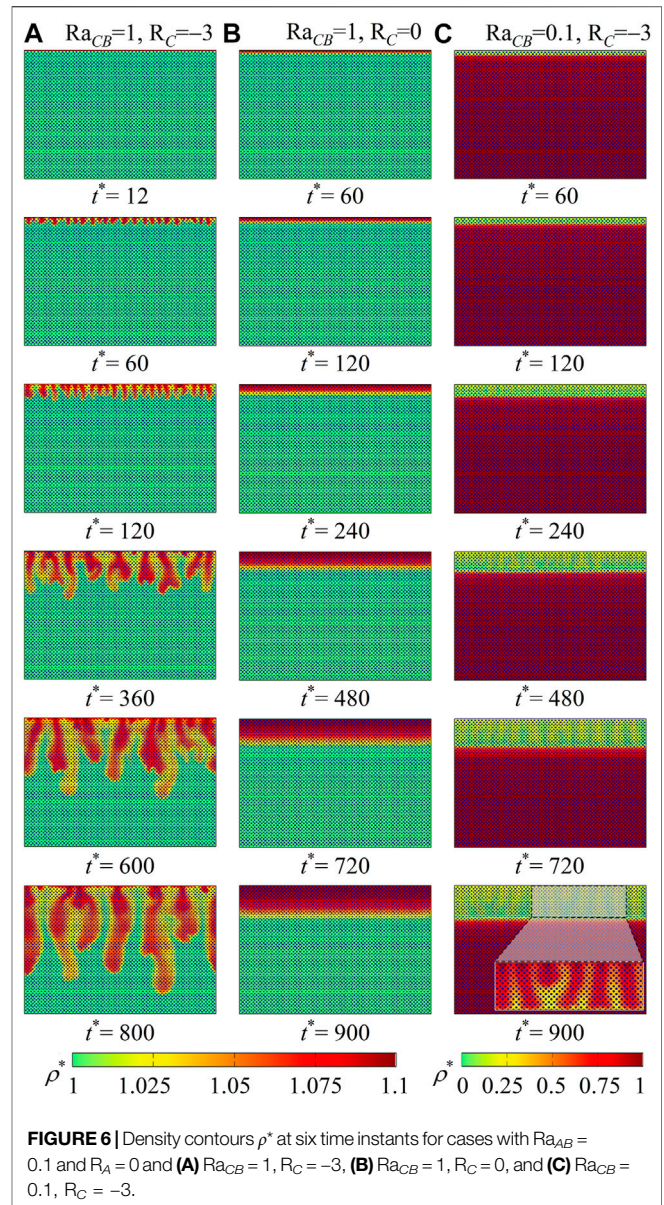 A Ra_CB=1, R_C=−3 B Ra_CB=1, R_C=0 C Ra_CB=0.1, R_C=−3
t*= 12 t*= 60 t*= 60
t*= 60 t*= 120 t*= 120
t*= 120 t*= 240 t*= 240
t*= 360 t*= 480 t*= 480
t*= 600 t*= 720 t*= 720
t*= 800 t*= 900 t*= 900
ρ* 1 1.025 1.05 1.075 1.1 ρ* 0 0.25 0.5 0.75 1
FIGURE 6 | Density contours ρ* at six time instants for cases with Ra_AB =
0.1 and R_A = 0 and (A) Ra_CB = 1, R_C = −3, (B) Ra_CB = 1, R_C = 0, and (C) Ra_CB =
0.1, R_C = −3.